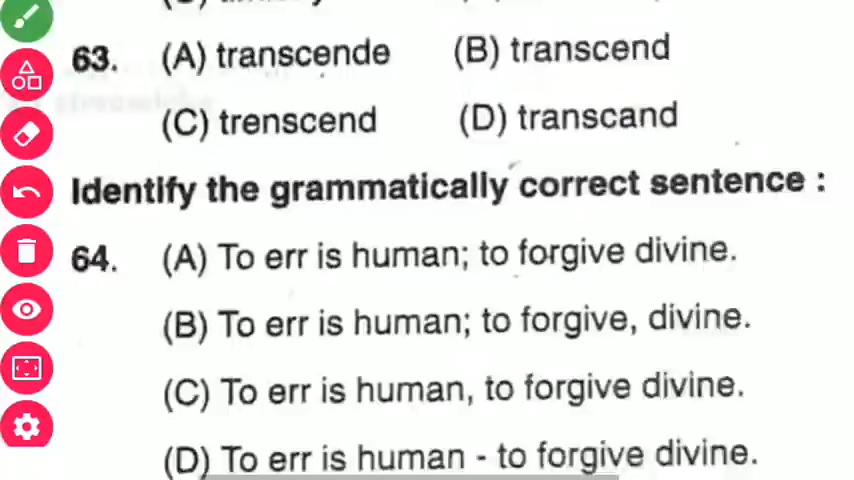 63. (A) transcende (B) transcend
(C) trenscend (D) transcand
Identify the grammatically correct sentence :
64. (A) To err is human; to forgive divine.
(B) To err is human; to forgive, divine.
(C) To err is human, to forgive divine.
(D) To err is human - to forgive divine.